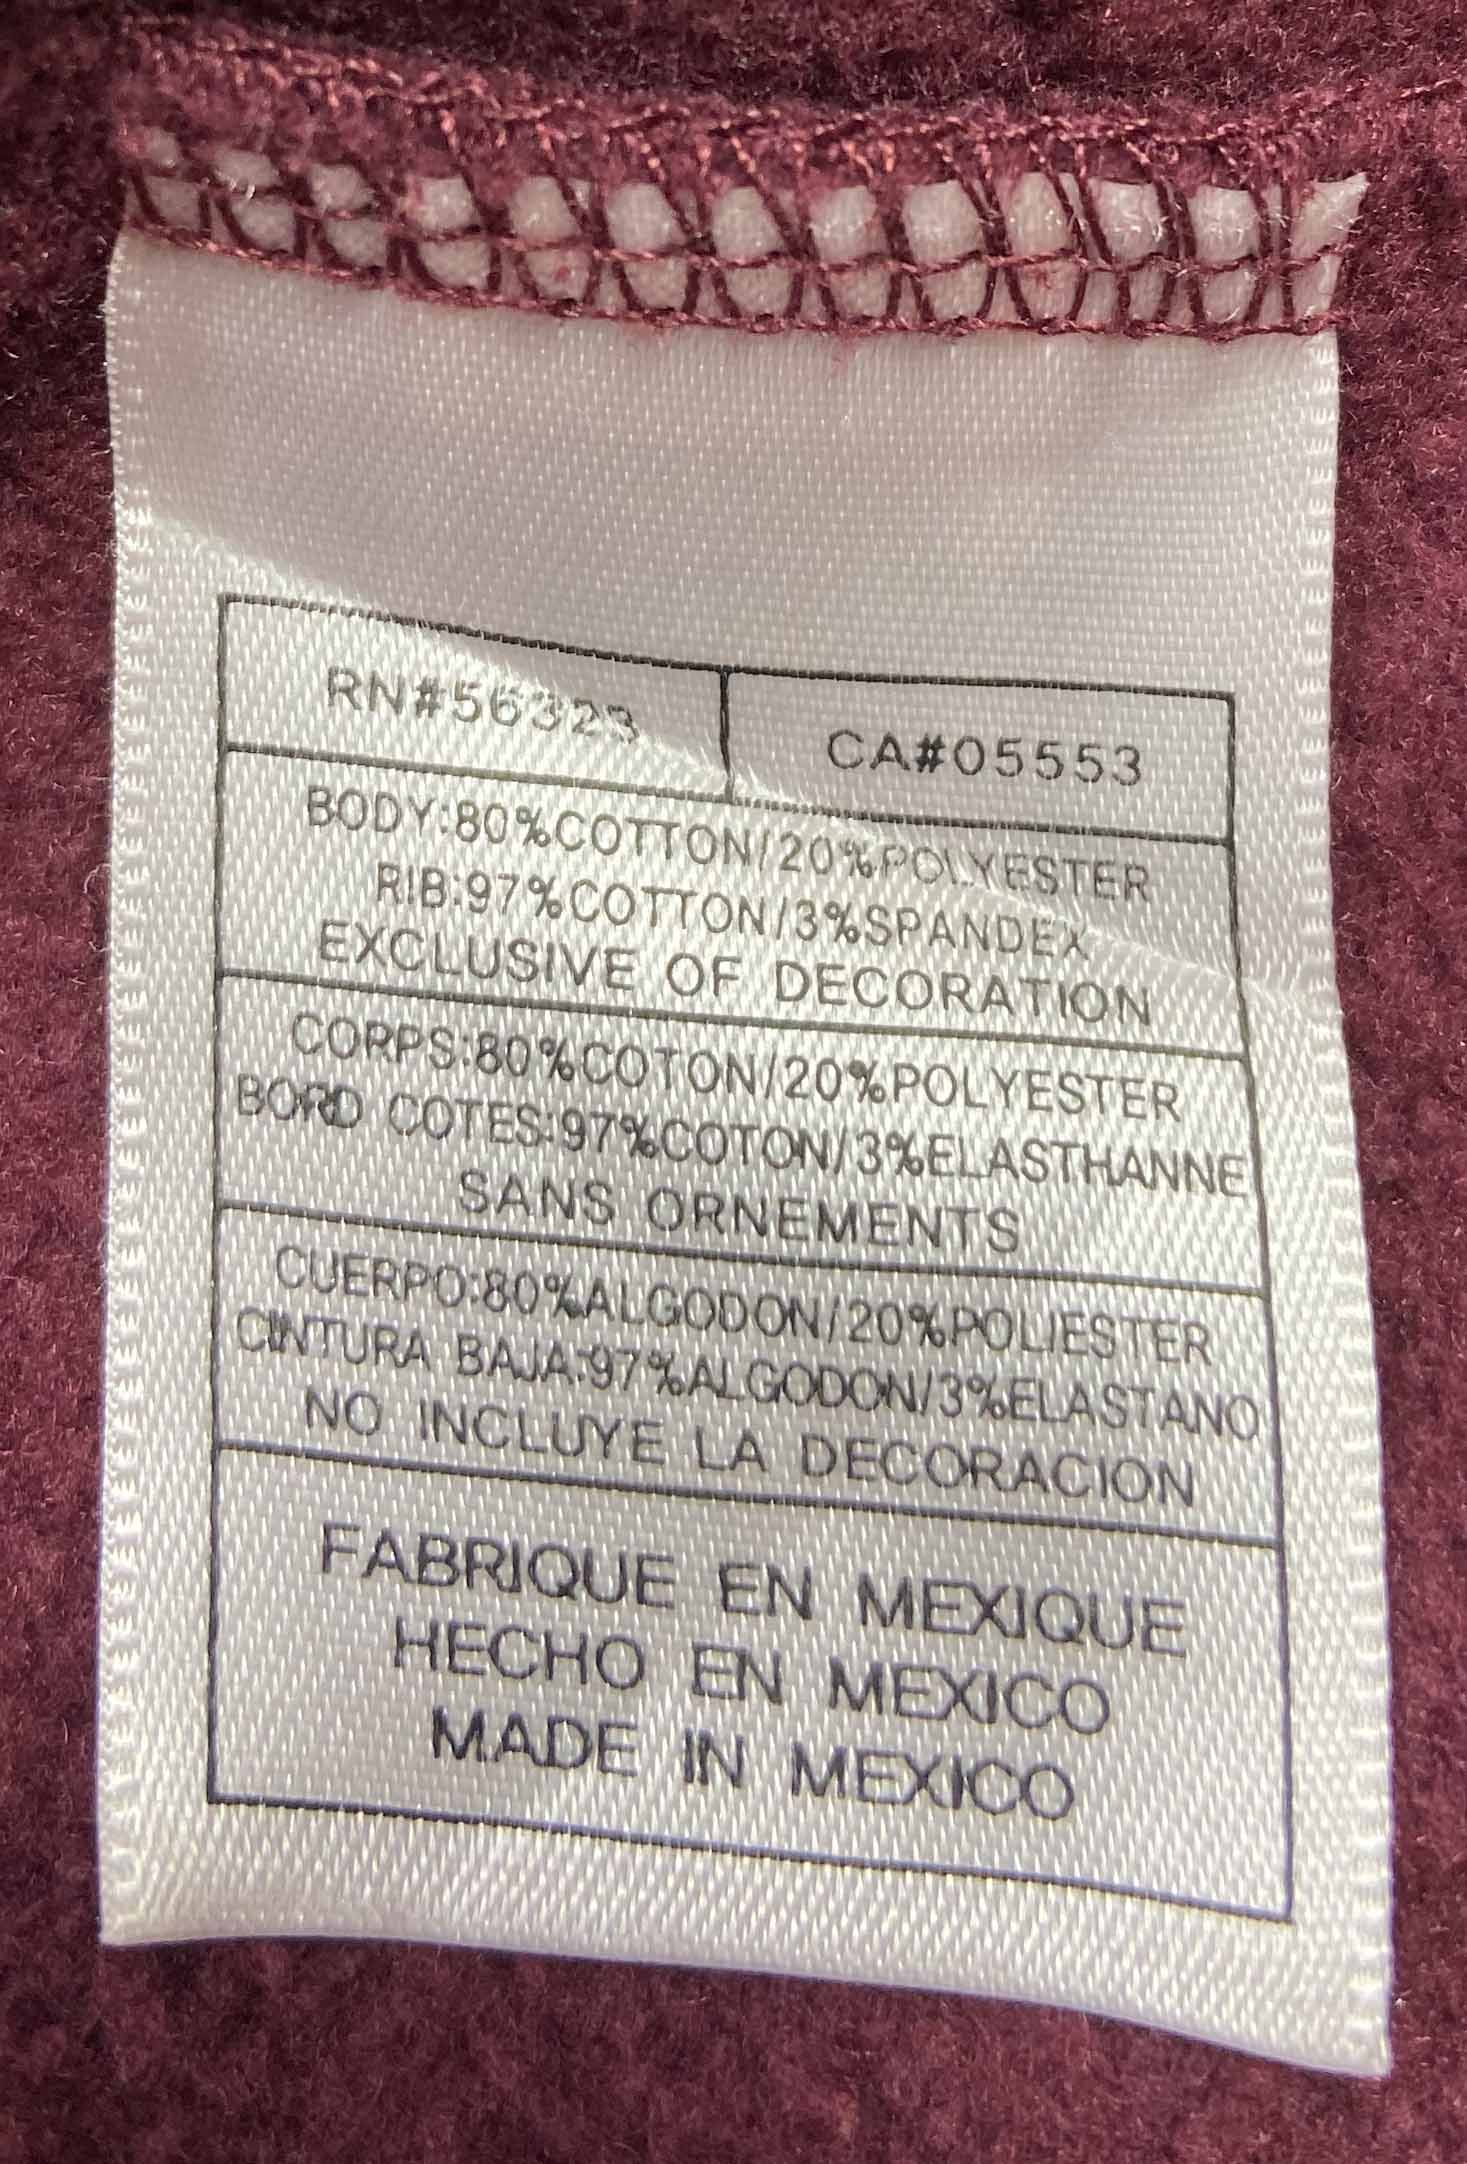 RN#56323
CA#05553
BODY:80%COTTON/20%POLYESTER
RIB:97%COTTON/3%SPANDEX
EXCLUSIVE OF DECORATION
CORPS:80%COTON/20%POLYESTER
BORD COTES:97%COTON/3%ELASTHANNE
SANS ORNEMENTS
CUERPO:80%ALGODON/20%POLIESTER
CINTURA BAJA:97%ALGODON/3%ELASTANO
NO INCLUYE LA DECORACION
FABRIQUE EN MEXIQUE
HECHO EN MEXICO
MADE IN MEXICO